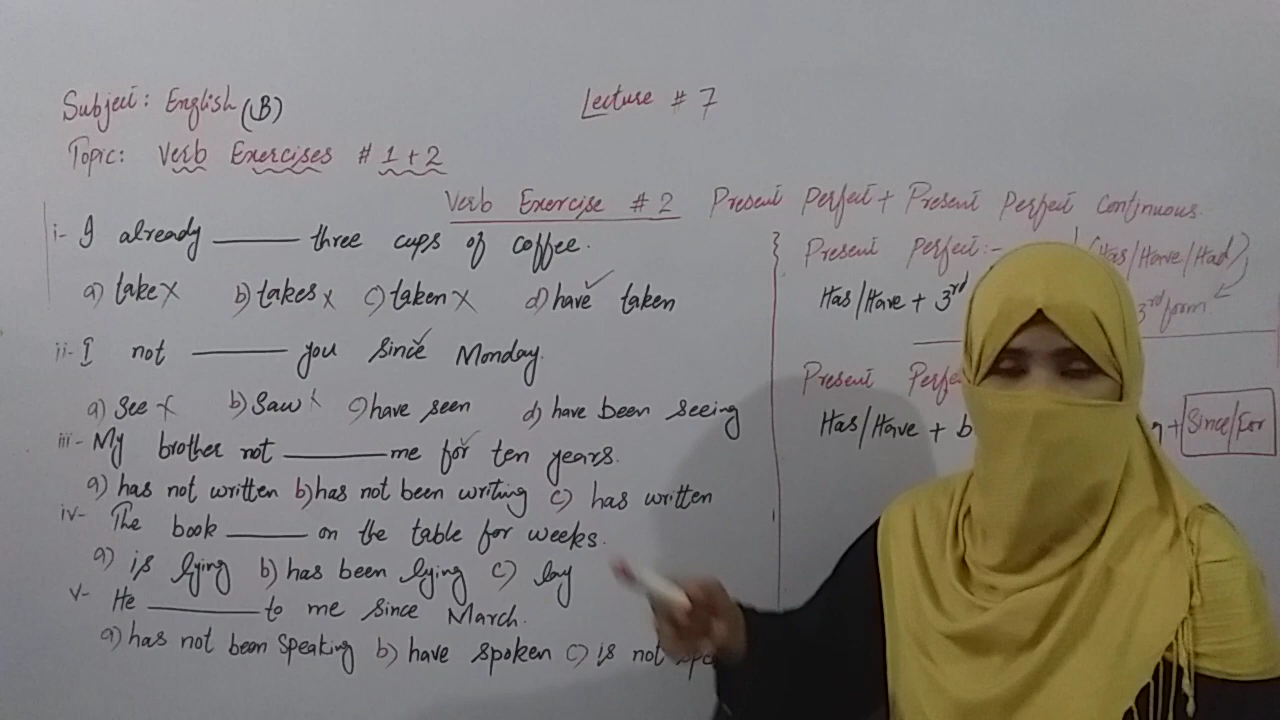 Subject: English (B)
Lecture # 7
Topic: Verb Exercises # 1+2
Verb Exercise # 2 Present Perfect + Present Perfect Continuous.
i- I already ______ three cups of coffee.
a) take × b) takes × c) taken × d) have ✓ taken
ii- I not ______ you since ✓ Monday.
a) See × b) Saw × c) have seen d) have been seeing
iii- My brother not ______ me for ✓ ten years.
a) has not written b) has not been writing c) has written
iv- The book ______ on the table for weeks.
a) is lying b) has been lying c) lay
v- He ______ to me since March.
a) has not been Speaking b) have spoken c) is not
Present Perfect:- (Has/Have/Had)
Has/Have + 3rd 3rd form.
Present
Has/Have + + Since/For